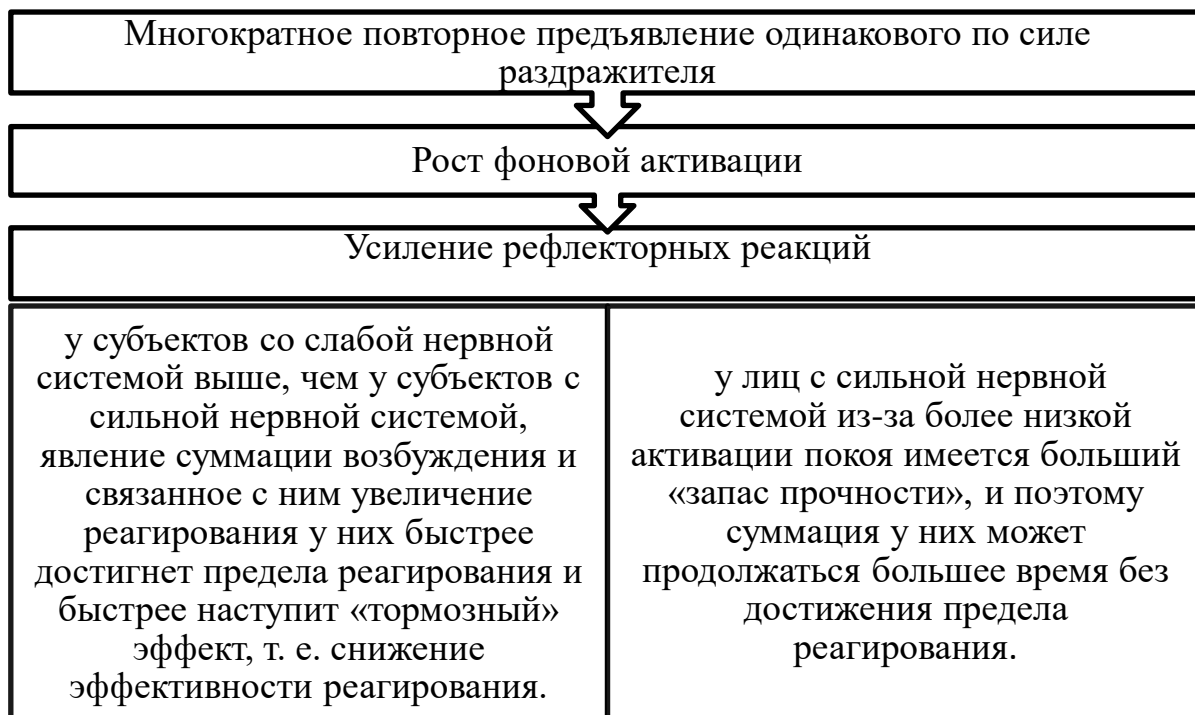 Многократное повторное предъявление одинакового по силе
раздражителя
Рост фоновой активации
Усиление рефлекторных реакций
у субъектов со слабой нервной
системой выше, чем у субъектов с
сильной нервной системой,
явление суммации возбуждения и
связанное с ним увеличение
реагирования у них быстрее
достигнет предела реагирования и
быстрее наступит «тормозный»
эффект, т. е. снижение
эффективности реагирования.
у лиц с сильной нервной
системой из-за более низкой
активации покоя имеется больший
«запас прочности», и поэтому
суммация у них может
продолжаться большее время без
достижения предела
реагирования.